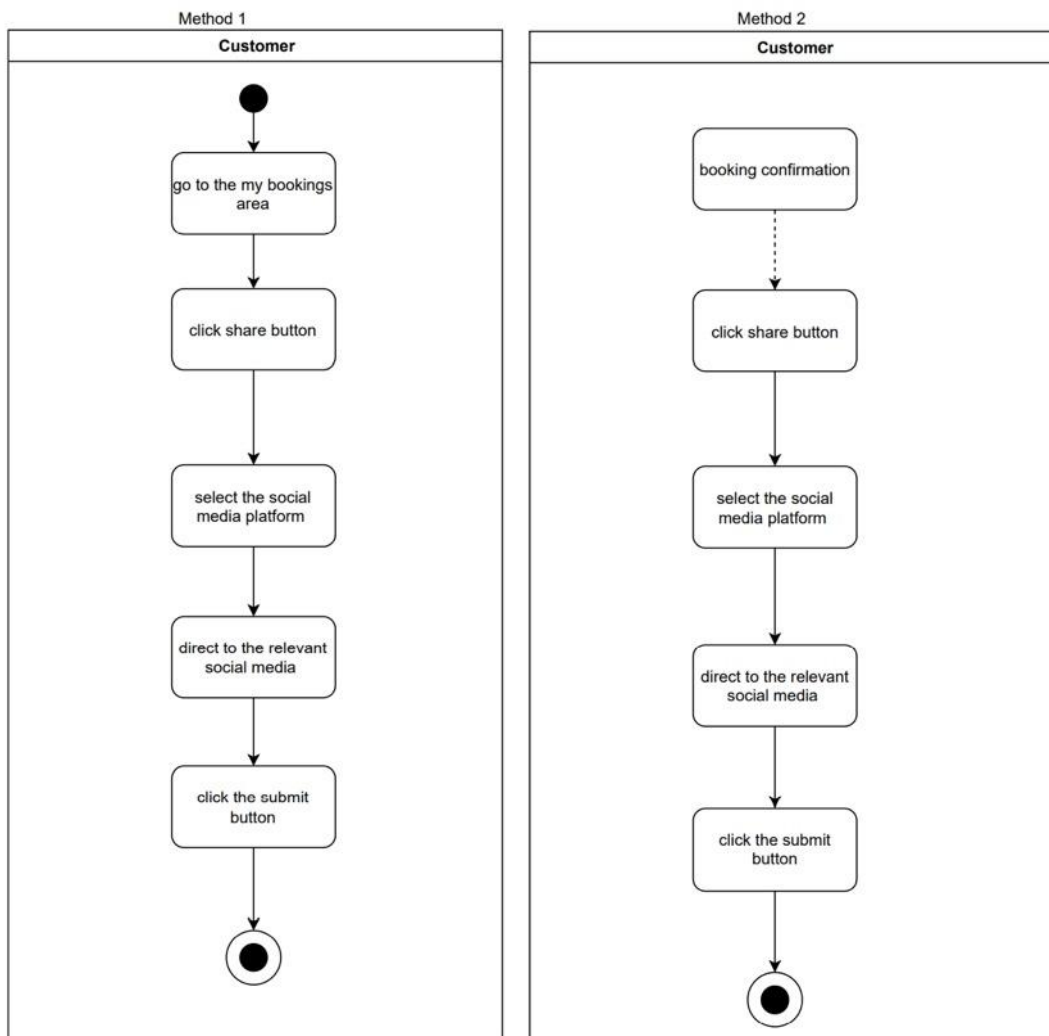 Method 1
Customer
go to the my bookings
area
click share button
select the social
media platform
direct to the relevant
social media
click the submit
button
Method 2
Customer
booking confirmation
click share button
select the social
media platform
direct to the relevant
social media
click the submit
button